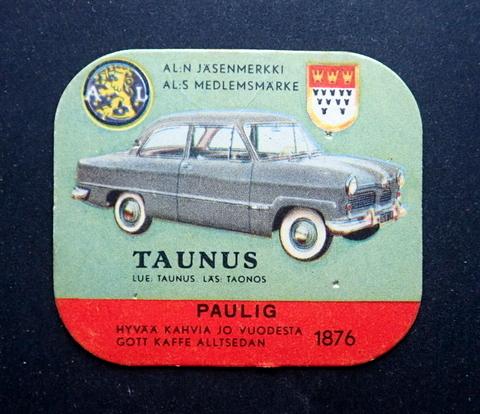 AL:N JÄSENMERKKI
AL:S MEDLEMSMÄRKE
A L
TAUNUS
LUE: TAUNUS LÄS: TAONOS
PAULIG
HYVÄÄ KAHVIA JO VUODESTA
GOTT KAFFE ALLTSEDAN 1876